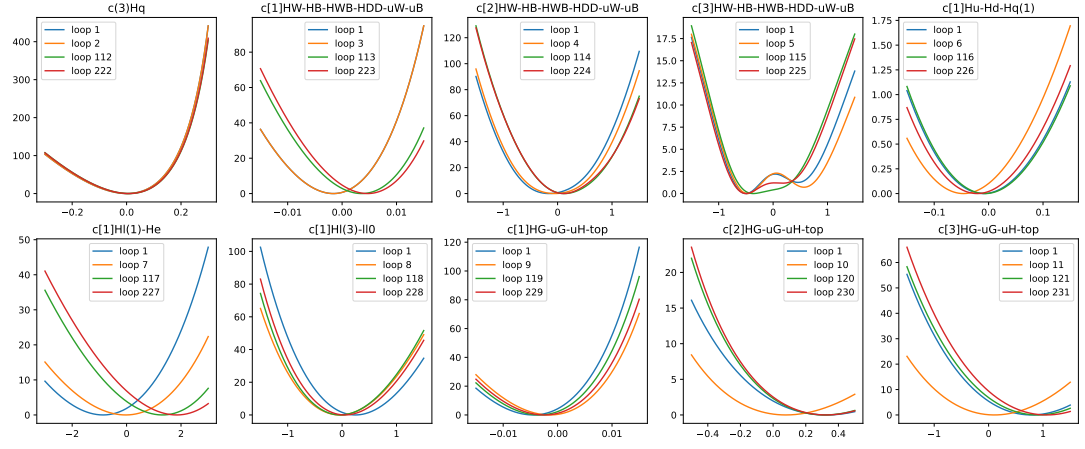 c(3)Hq
400
300
200
100
0
−0.2
0.0
0.2
loop 1
loop 2
loop 112
loop 222
c[1]HW-HB-HWB-HDD-uW-uB
80
60
40
20
0
−0.01
0.00
0.01
loop 1
loop 3
loop 113
loop 223
c[2]HW-HB-HWB-HDD-uW-uB
120
100
80
60
40
20
0
−1
0
1
loop 1
loop 4
loop 114
loop 224
c[3]HW-HB-HWB-HDD-uW-uB
17.5
15.0
12.5
10.0
7.5
5.0
2.5
0.0
−1
0
1
loop 1
loop 5
loop 115
loop 225
c[1]Hu-Hd-Hq(1)
1.75
1.50
1.25
1.00
0.75
0.50
0.25
0.00
−0.1
0.0
0.1
loop 1
loop 6
loop 116
loop 226
c[1]Hl(1)-He
50
40
30
20
10
0
−2
0
2
loop 1
loop 7
loop 117
loop 227
c[1]Hl(3)-ll0
100
80
60
40
20
0
−1
0
1
loop 1
loop 8
loop 118
loop 228
c[1]HG-uG-uH-top
120
100
80
60
40
20
0
−0.01
0.00
0.01
loop 1
loop 9
loop 119
loop 229
c[2]HG-uG-uH-top
25
20
15
10
5
0
−0.4
−0.2
0.0
0.2
0.4
loop 1
loop 10
loop 120
loop 230
c[3]HG-uG-uH-top
60
50
40
30
20
10
0
−1
0
1
loop 1
loop 11
loop 121
loop 231